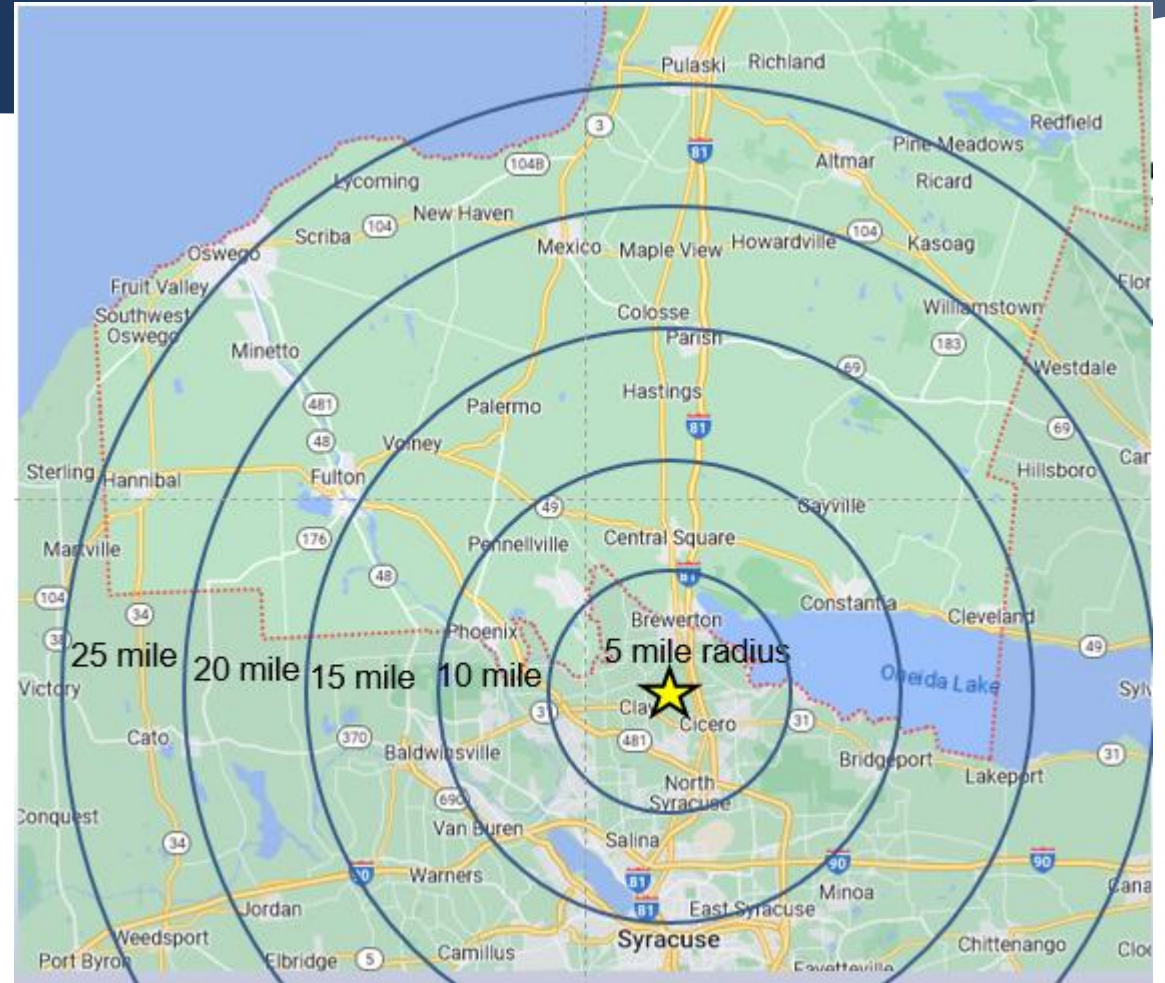 Pulaski
Richland
3
81
Redfield
104B
Altmar
Pine Meadows
Lycoming
Ricard
New Haven
Scriba
104
Oswego
Mexico
Maple View
Howardville
104
Kasoag
Fruit Valley
Southwest
Oswego
Colosse
Williamstown
Minetto
Parish
183
69
Westdale
481
Palermo
Hastings
81
48
Volney
69
Sterling
Hannibal
Fulton
Hillsboro
49
Gayville
176
Pennellville
Central Square
Martville
48
81
104
34
Constantia
Cleveland
38
Phoenix
Brewerton
49
25 mile
20 mile
15 mile
10 mile
5 mile radius
Victory
Oneida Lake
31
Clay
Cicero
31
Cato
370
481
Baldwinsville
Bridgeport
31
Lakeport
690
North
Syracuse
Conquest
34
Van Buren
Salina
90
90
Warners
81
Minoa
81
Jordan
East Syracuse
Weedsport
Syracuse
Chittenango
Port Byron
Elbridge
5
Camillus
Fayetteville